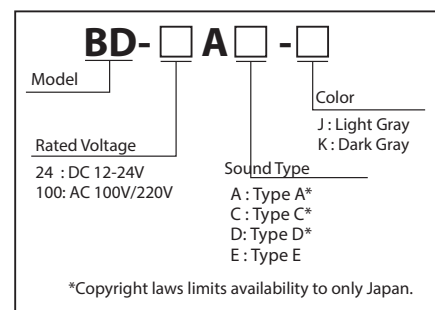 BD-□ A□ -□
Model
Color
J : Light Gray
K : Dark Gray
Rated Voltage
24 : DC 12-24V
100: AC 100V/220V
Sound Type
A : Type A*
C : Type C*
D: Type D*
E : Type E
*Copyright laws limits availability to only Japan.